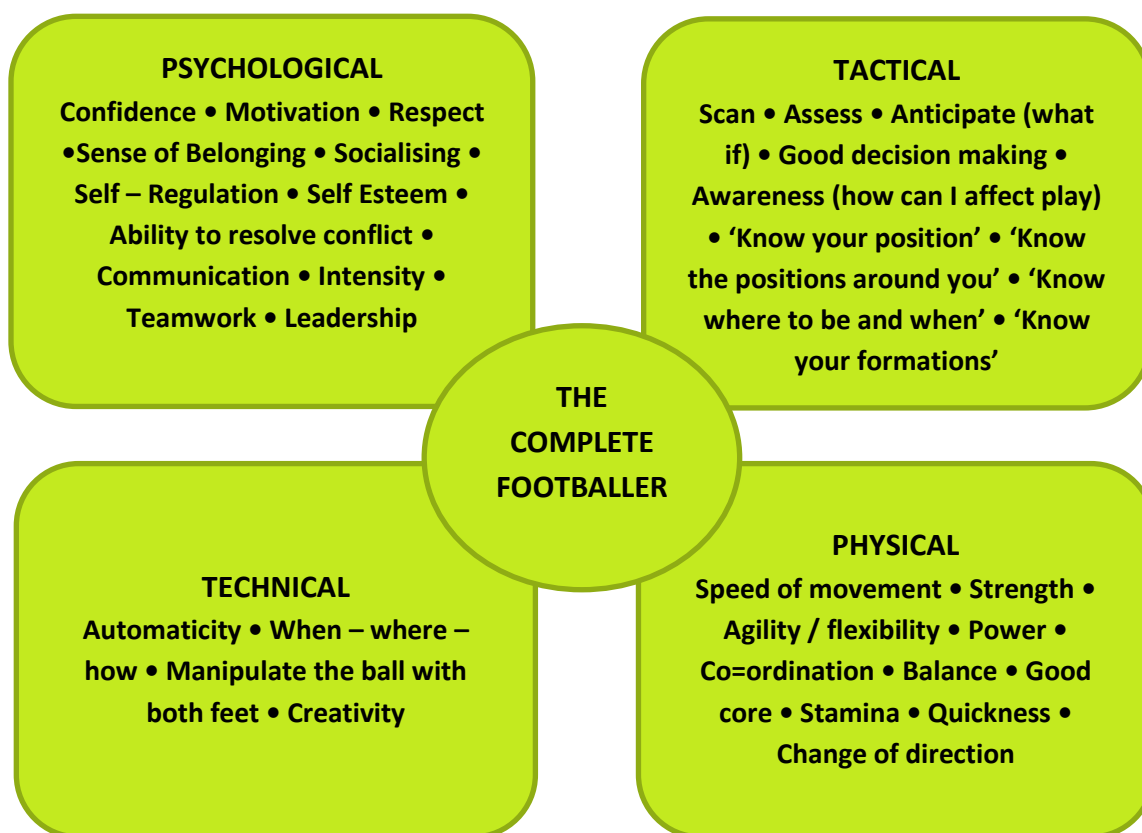 PSYCHOLOGICAL
Confidence • Motivation • Respect
•Sense of Belonging • Socialising •
Self – Regulation • Self Esteem •
Ability to resolve conflict •
Communication • Intensity •
Teamwork • Leadership
TACTICAL
Scan • Assess • Anticipate (what
if) • Good decision making •
Awareness (how can I affect play)
• ‘Know your position’ • ‘Know
the positions around you’ • ‘Know
where to be and when’ • ‘Know
your formations’
THE
COMPLETE
FOOTBALLER
TECHNICAL
Automaticity • When – where –
how • Manipulate the ball with
both feet • Creativity
PHYSICAL
Speed of movement • Strength •
Agility / flexibility • Power •
Co=ordination • Balance • Good
core • Stamina • Quickness •
Change of direction